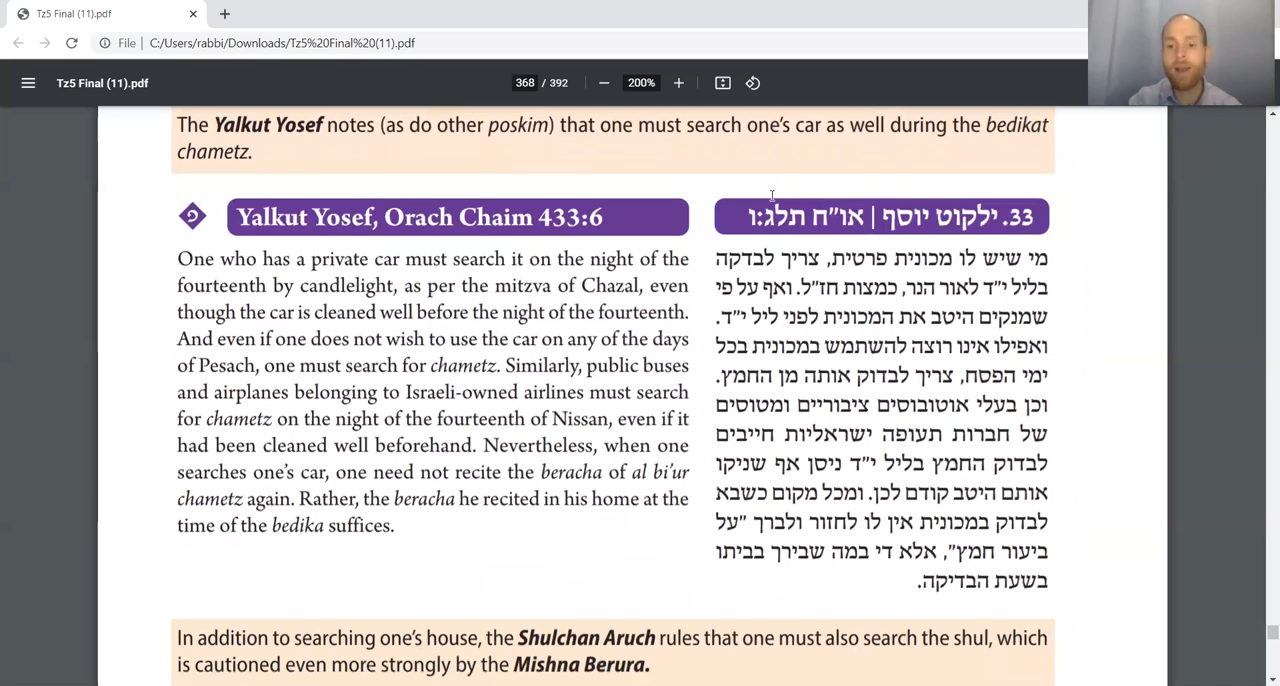 Tz5 Final (11).pdf
File
C:/Users/rabbi/Downloads/Tz5%20Final%20(11).pdf
Tz5 Final (11).pdf
368 / 392
200%
The Yalkut Yosef notes (as do other poskim) that one must search one's car as well during the bedikat
chametz.
Yalkut Yosef, Orach Chaim 433:6
One who has a private car must search it on the night of the
fourteenth by candlelight, as per the mitzva of Chazal, even
though the car is cleaned well before the night of the fourteenth.
And even if one does not wish to use the car on any of the days
of Pesach, one must search for chametz. Similarly, public buses
and airplanes belonging to Israeli-owned airlines must search
for chametz on the night of the fourteenth of Nissan, even if it
had been cleaned well beforehand. Nevertheless, when one
searches one's car, one need not recite the beracha of al bi'ur
chametz again. Rather, the beracha he recited in his home at the
time of the bedika suffices.
33. ילקוט יוסף | או״ח תלג:ו
מי שיש לו מכונית פרטית, צריך לבדקה
בליל י״ד לאור הנר, כמצות חז״ל. ואף על פי
שמנקים היטב את המכונית לפני ליל י״ד.
ואפילו אינו רוצה להשתמש במכונית בכל
ימי הפסח, צריך לבדוק אותה מן החמץ.
וכן בעלי אוטובוסים ציבוריים ומטוסים
של חברות תעופה ישראליות חייבים
לבדוק החמץ בליל י״ד ניסן אף שניקו
אותם היטב קודם לכן. ומכל מקום כשבא
לבדוק במכונית אין לו לחזור ולברך ״על
ביעור חמץ״, אלא די במה שבירך בביתו
בשעת הבדיקה.
In addition to searching one's house, the Shulchan Aruch rules that one must also search the shul, which
is cautioned even more strongly by the Mishna Berura.